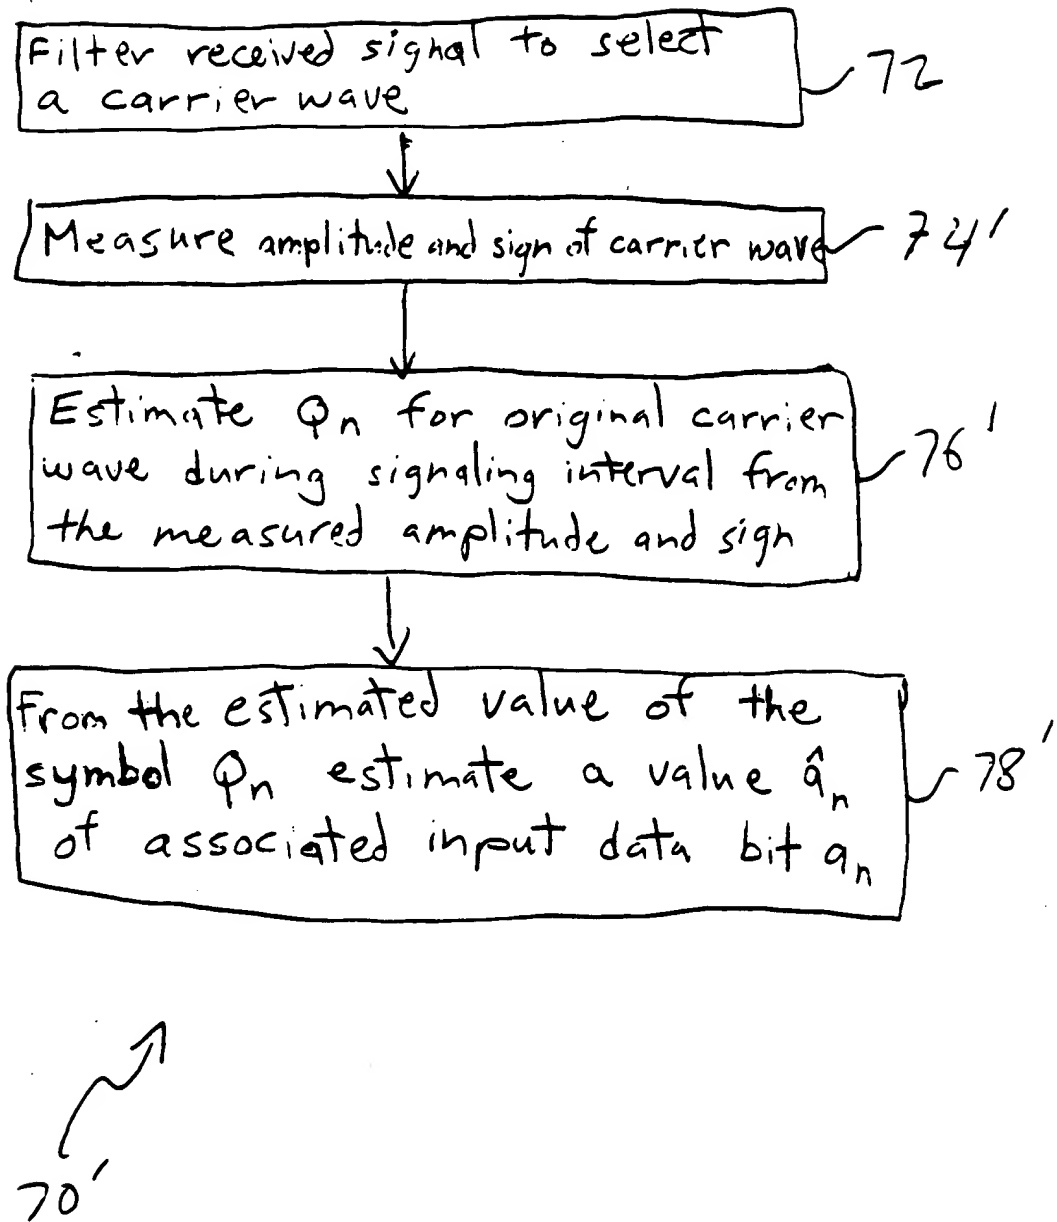 Filter received signal to select
a carrier wave
72
Measure amplitude and sign of carrier wave
74'
Estimate Qn for original carrier
wave during signaling interval from
the measured amplitude and sign
76'
From the estimated value of the
symbol Qn estimate a value ân
of associated input data bit an
78'
70'